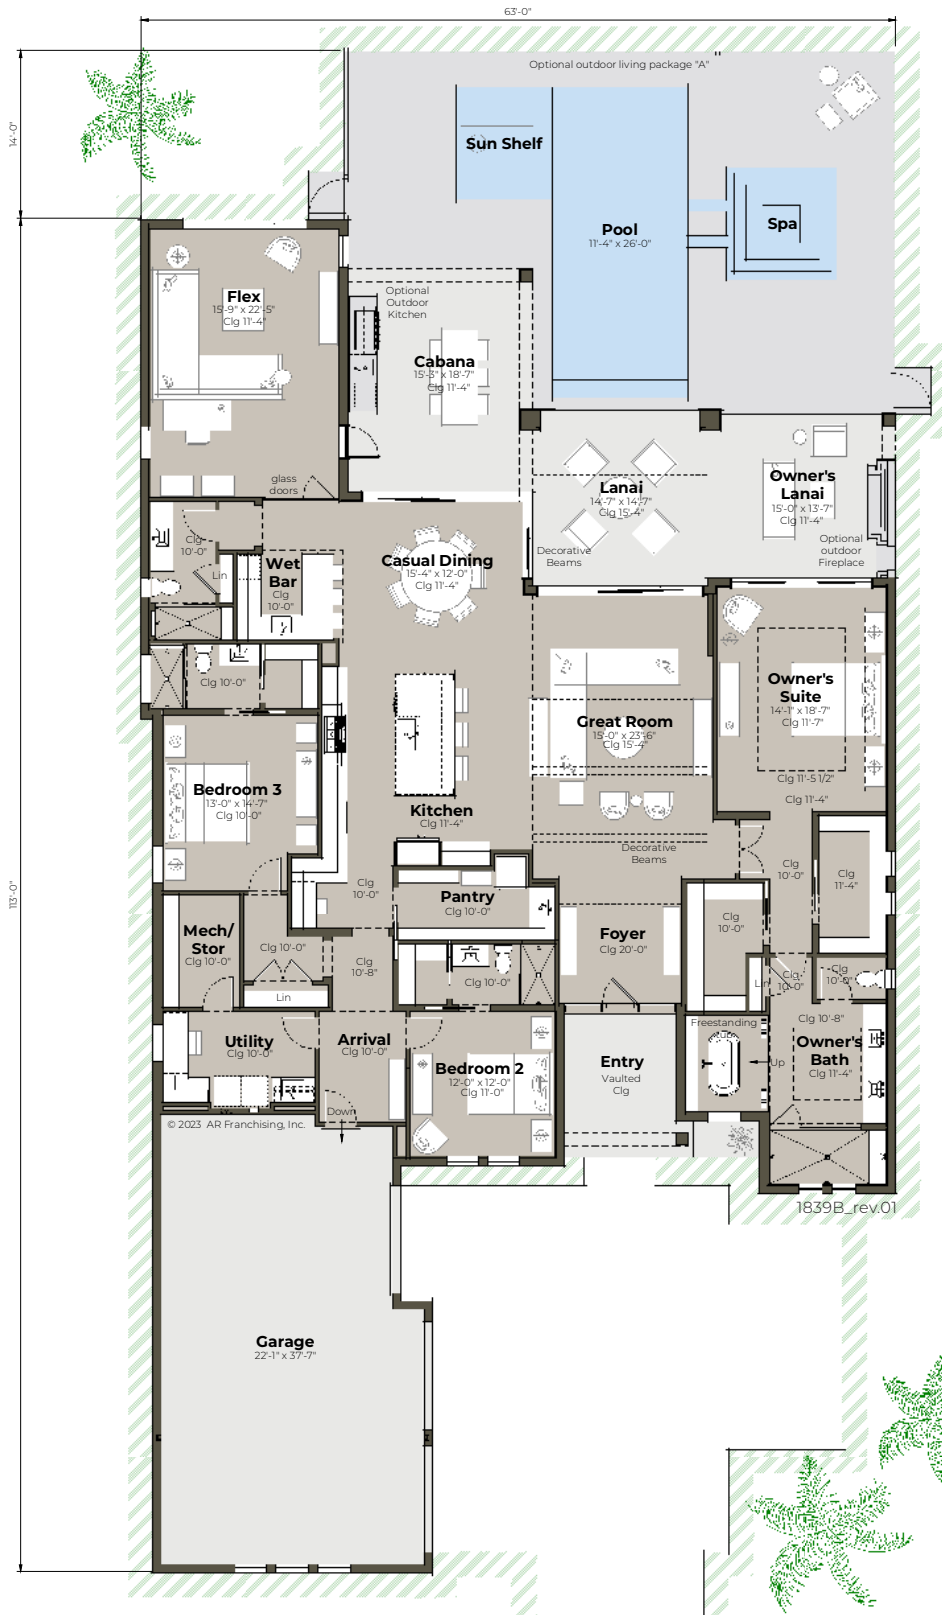 63'-0"
14'-0"
113'-0"
Optional outdoor living package "A"
Sun Shelf
Pool
11'-4" x 26'-0"
Spa
Flex
15'-9" x 22'-5"
Clg 11'-4"
Optional
Outdoor
Kitchen
Cabana
15'-3" x 18'-7"
Clg 11'-4"
glass
doors
Lanai
14'-7" x 14'-7"
Clg 15'-4"
Owner's
Lanai
15'-0" x 13'-7"
Clg 11'-4"
Optional
outdoor
Fireplace
Decorative
Beams
Clg
10'-0"
Lin
Wet
Bar
Clg
10'-0"
Casual Dining
15'-4" x 12'-0"
Clg 11'-4"
Clg 10'-0"
Owner's
Suite
14'-1" x 18'-7"
Clg 11'-7"
Clg 11'-5 1/2"
Clg 11'-4"
Great Room
15'-0" x 23'-6"
Clg 15'-4"
Bedroom 3
13'-0" x 14'-7"
Clg 10'-0"
Kitchen
Clg 11'-4"
Decorative
Beams
Clg
10'-0"
Clg
11'-4"
Clg
10'-0"
Pantry
Clg 10'-0"
Clg
10'-0"
Mech/
Stor
Clg 10'-0"
Clg 10'-0"
Clg
10'-8"
Foyer
Clg 20'-0"
Clg 10'-0"
Lin
Lin
Clg
10'-0"
Clg
10'-0"
Clg 10'-8"
Freestanding
Up
Owner's
Bath
Clg 11'-4"
Utility
Clg 10'-0"
Arrival
Clg 10'-0"
Down
Bedroom 2
12'-0" x 12'-0"
Clg 11'-0"
Entry
Vaulted
Clg
© 2023 AR Franchising, Inc.
1839B_rev.01
Garage
22'-1" x 37'-7"